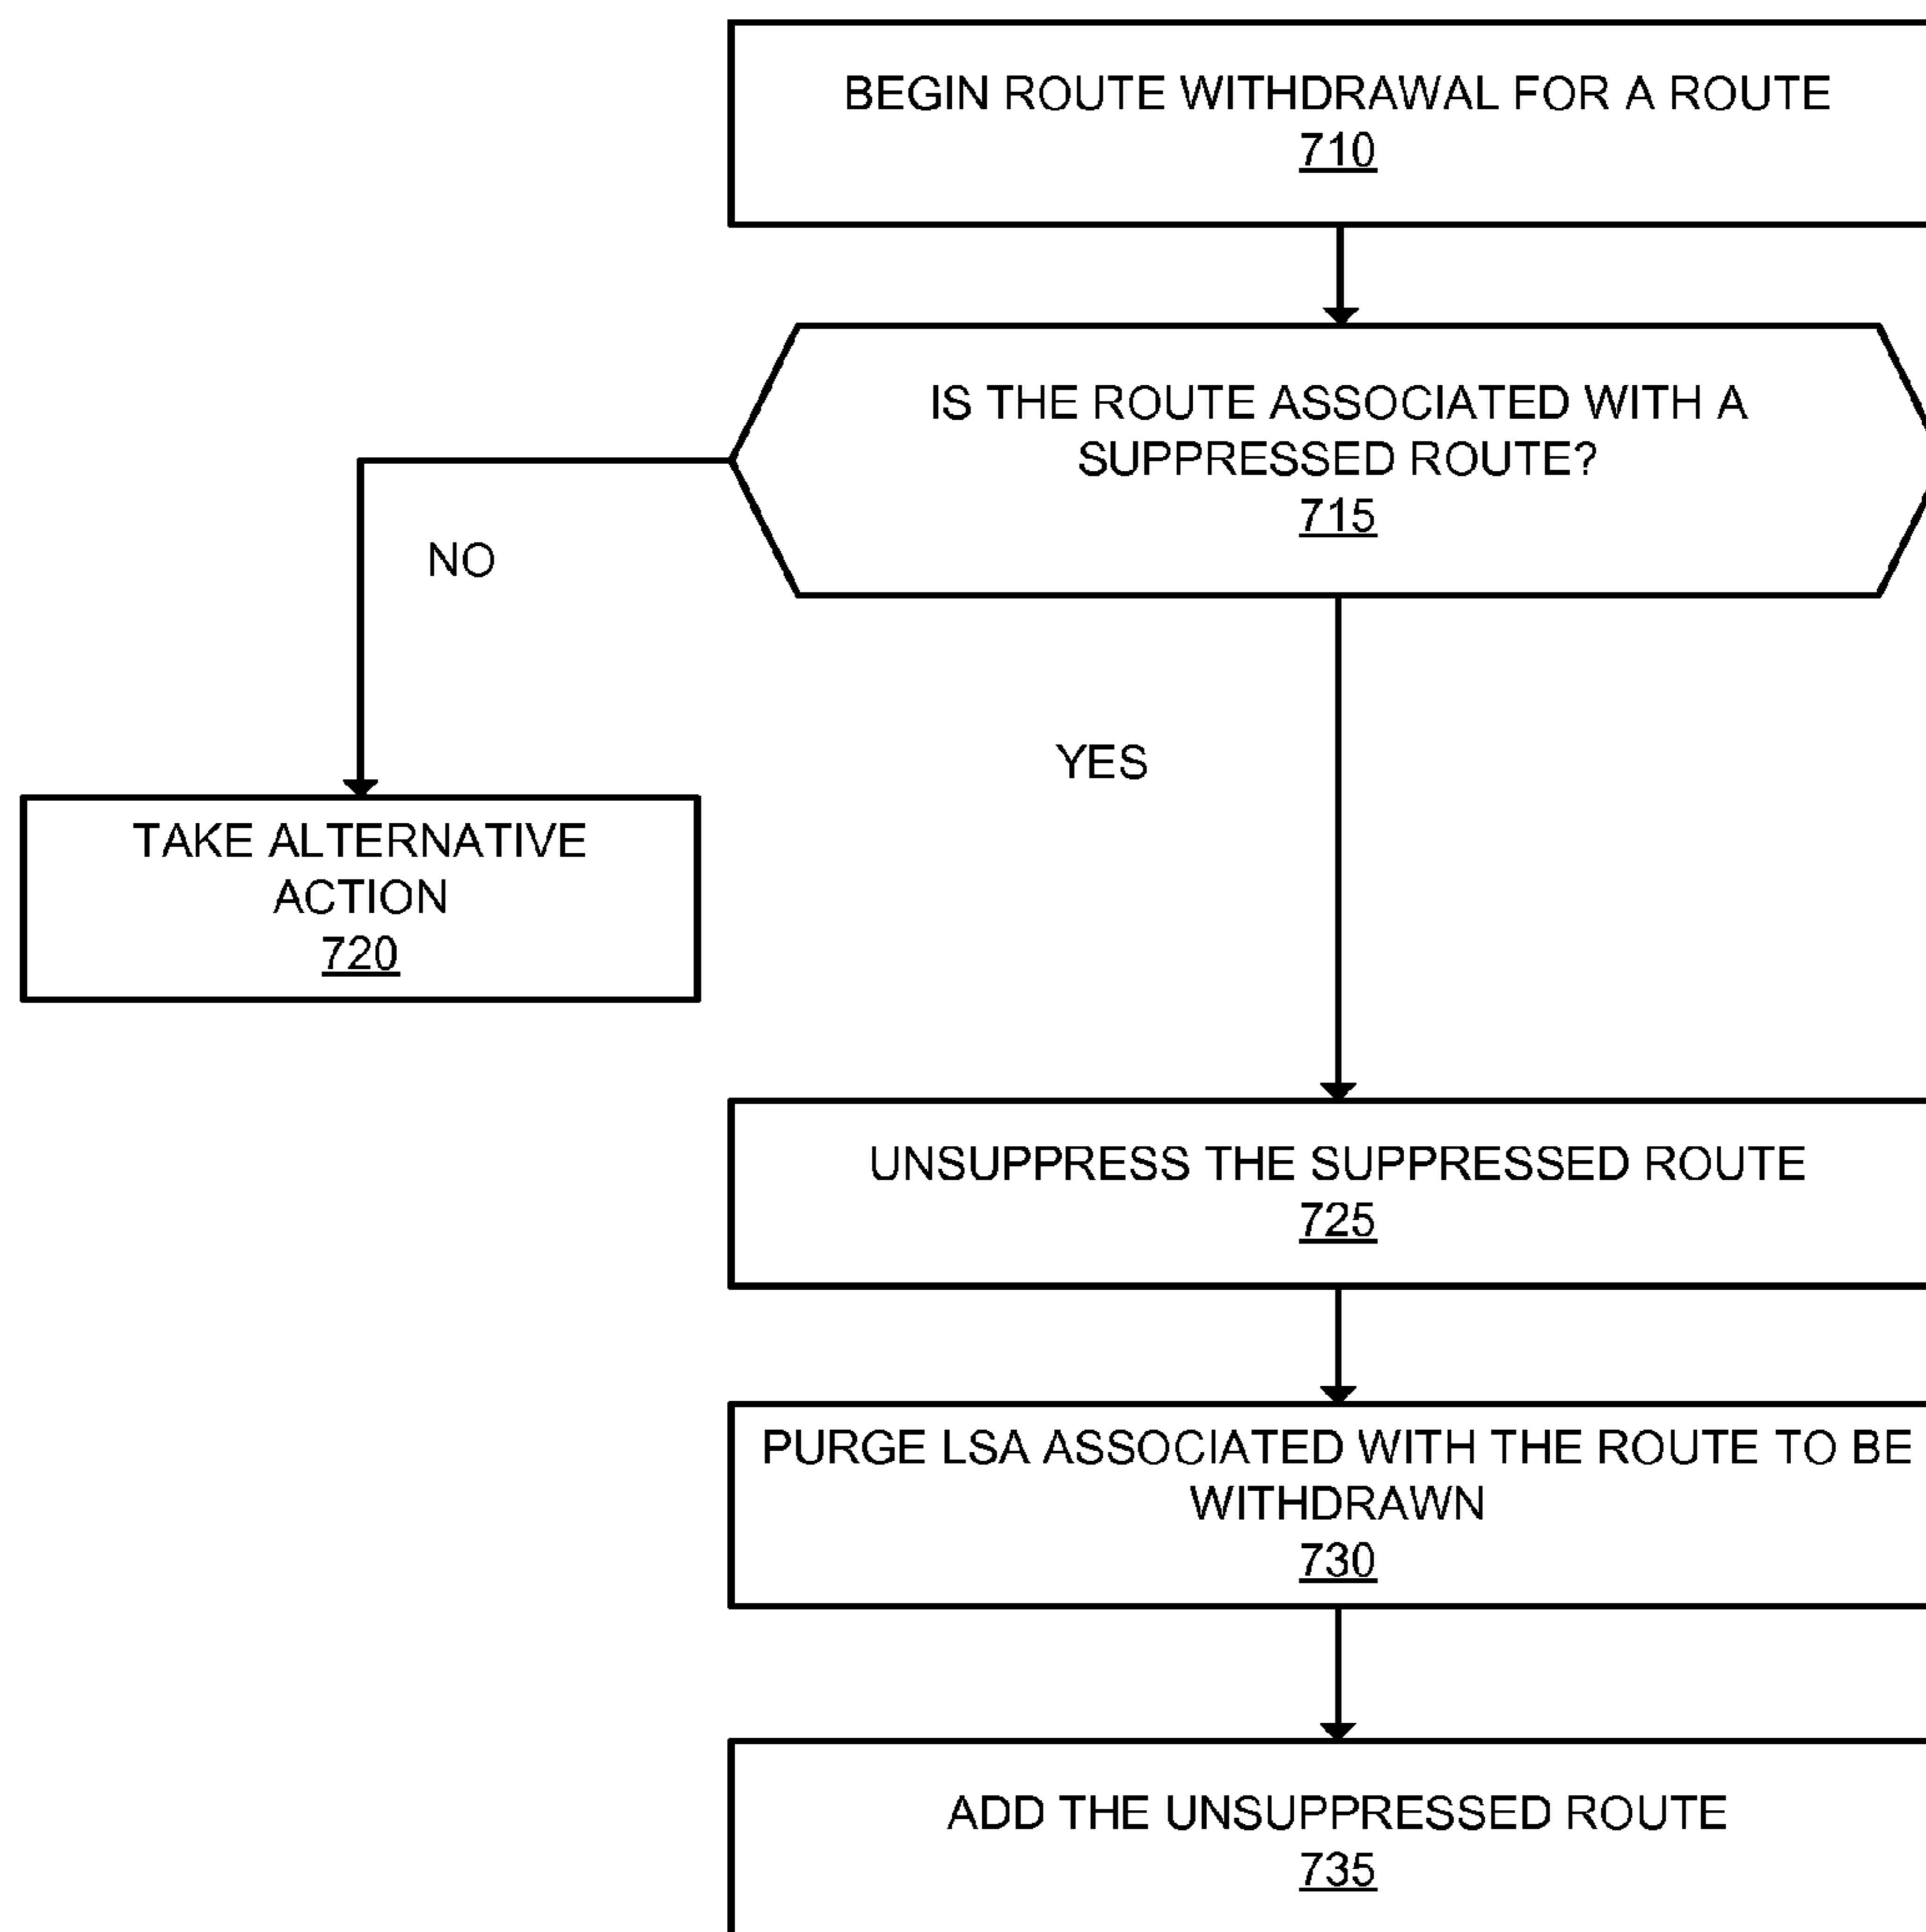 BEGIN ROUTE WITHDRAWAL FOR A ROUTE
710
IS THE ROUTE ASSOCIATED WITH A
SUPPRESSED ROUTE?
715
NO
YES
TAKE ALTERNATIVE
ACTION
720
UNSUPPRESS THE SUPPRESSED ROUTE
725
PURGE LSA ASSOCIATED WITH THE ROUTE TO BE
WITHDRAWN
730
ADD THE UNSUPPRESSED ROUTE
735